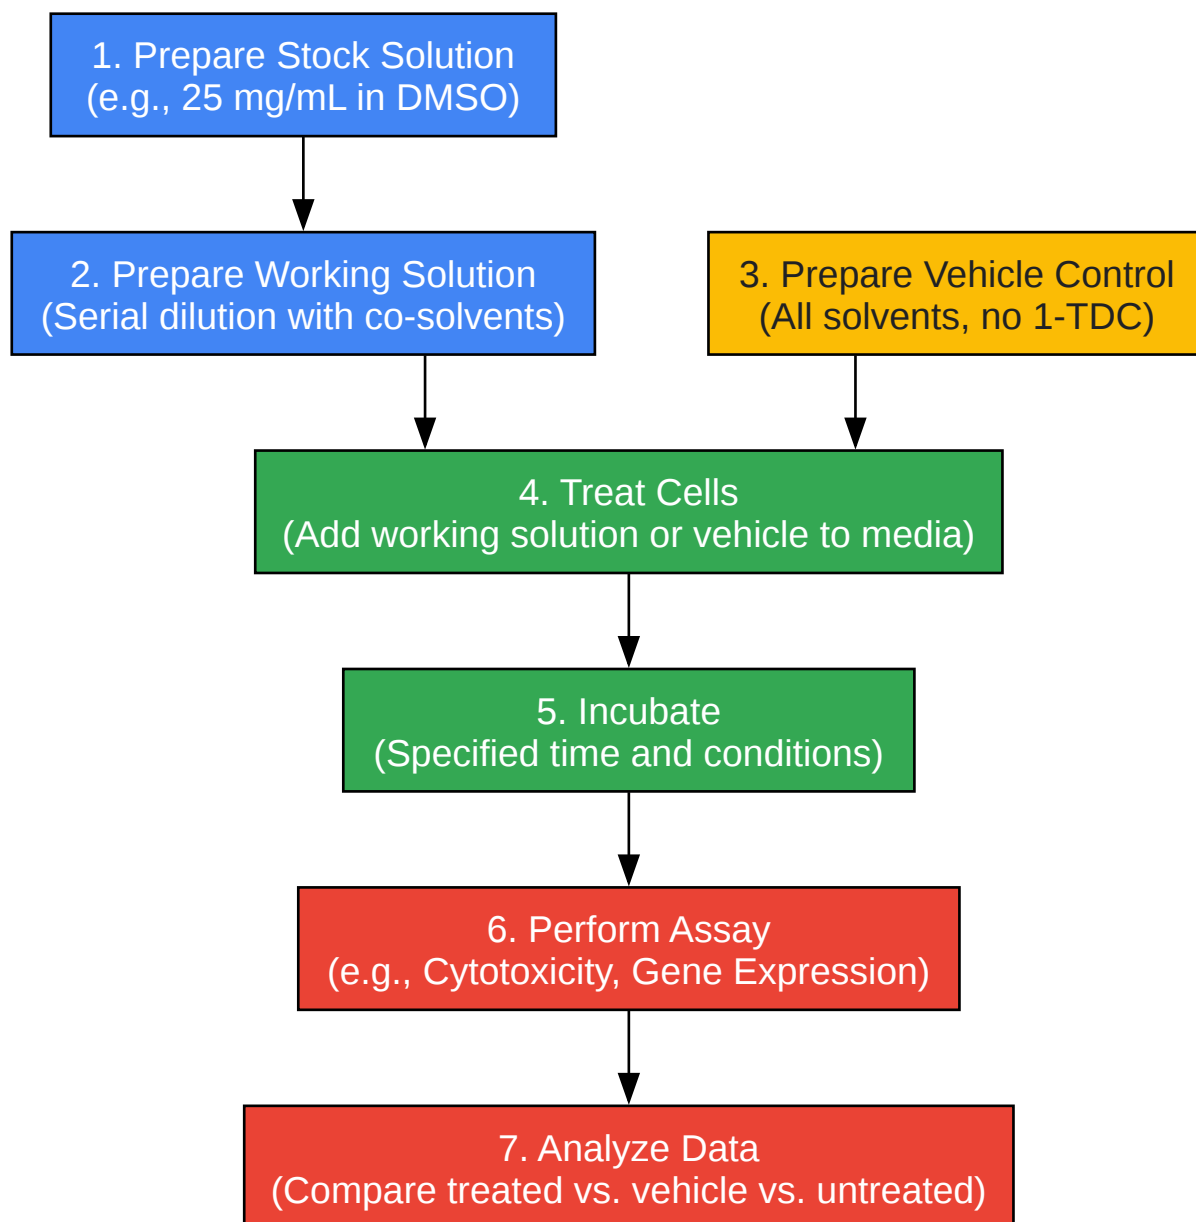 1. Prepare Stock Solution
(e.g., 25 mg/mL in DMSO)
2. Prepare Working Solution
(Serial dilution with co-solvents)
3. Prepare Vehicle Control
(All solvents, no 1-TDC)
4. Treat Cells
(Add working solution or vehicle to media)
5. Incubate
(Specified time and conditions)
6. Perform Assay
(e.g., Cytotoxicity, Gene Expression)
7. Analyze Data
(Compare treated vs. vehicle vs. untreated)